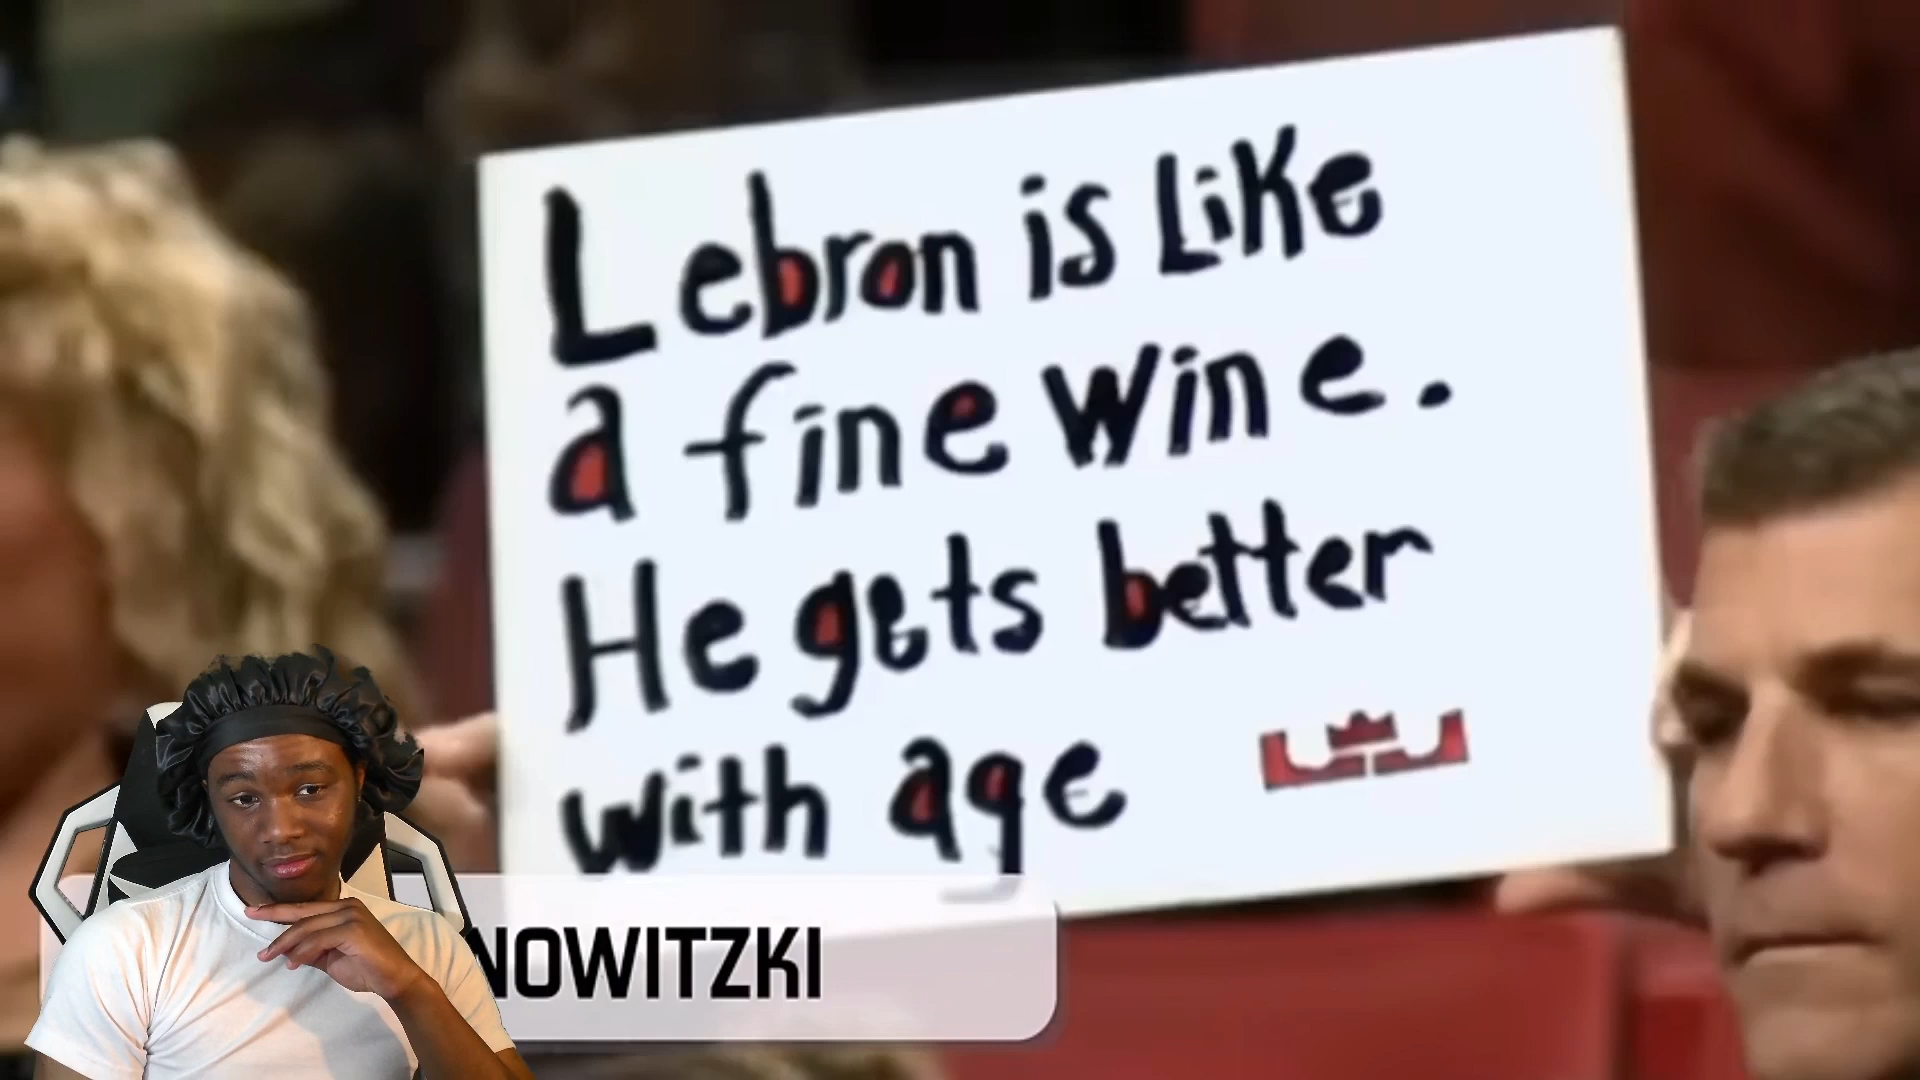 Lebron is like
a fine wine.
He gets better
with age
NOWITZKI